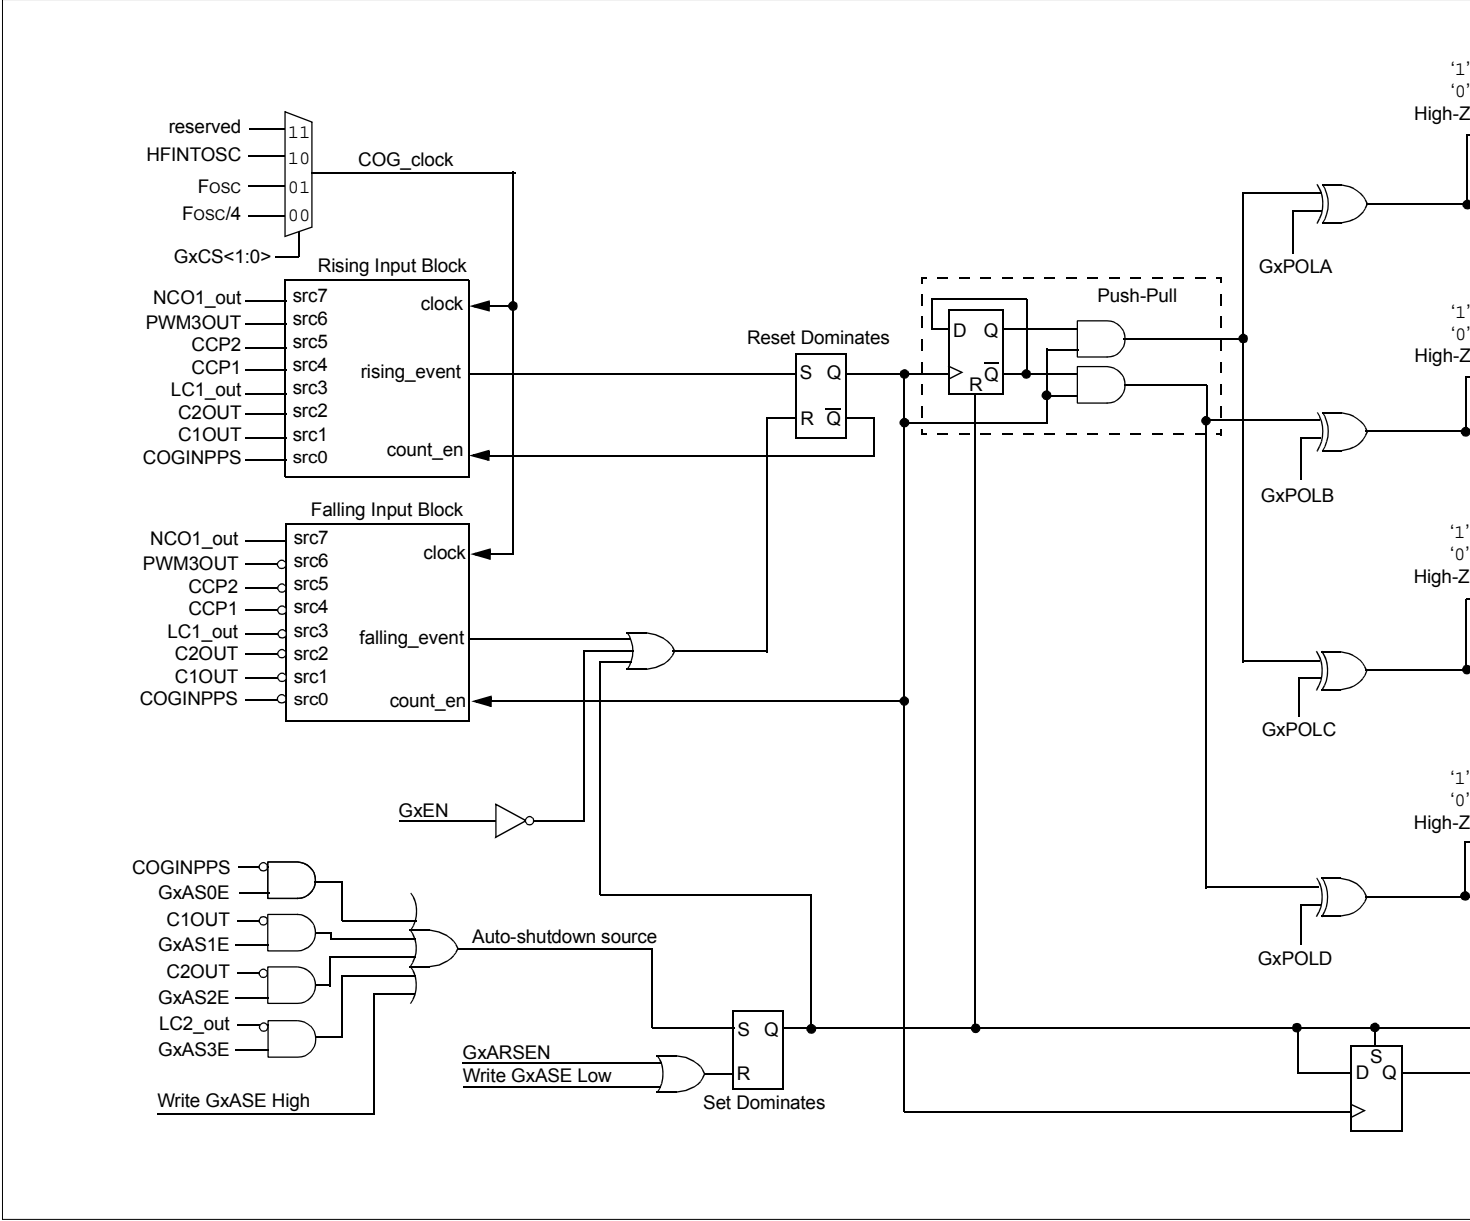 ‘1’
‘0’
High-Z
reserved
11
HFINTOSC
10
COG_clock
FOSC
01
FOSC/4
00
GxCS<1:0>
Rising Input Block
NCO1_out
src7
clock
PWM3OUT
src6
CCP2
src5
CCP1
src4
rising_event
LC1_out
src3
C2OUT
src2
C1OUT
src1
count_en
COGINPPS
src0
Reset Dominates
S Q
R Q
Push-Pull
D Q
R Q
GxPOLA
‘1’
‘0’
High-Z
GxPOLB
Falling Input Block
NCO1_out
src7
clock
PWM3OUT
src6
CCP2
src5
CCP1
src4
LC1_out
src3
falling_event
C2OUT
src2
C1OUT
src1
COGINPPS
src0
count_en
‘1’
‘0’
High-Z
GxPOLC
GxEN
‘1’
‘0’
High-Z
GxPOLD
COGINPPS
GxAS0E
C1OUT
GxAS1E
Auto-shutdown source
C2OUT
GxAS2E
LC2_out
GxAS3E
Write GxASE High
GxARSEN
Write GxASE Low
S Q
R
Set Dominates
S
D Q